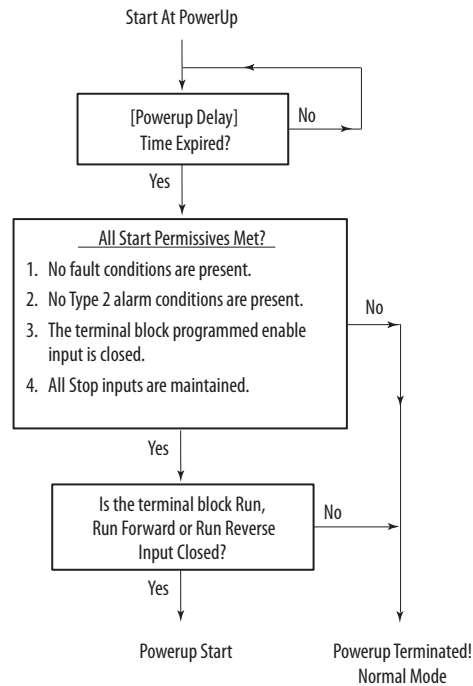 Start At PowerUp
[Powerup Delay]
Time Expired?
No
Yes
All Start Permissives Met?
1. No fault conditions are present.
2. No Type 2 alarm conditions are present.
3. The terminal block programmed enable
input is closed.
4. All Stop inputs are maintained.
No
Yes
Is the terminal block Run,
Run Forward or Run Reverse
Input Closed?
No
Yes
Powerup Start
Powerup Terminated!
Normal Mode